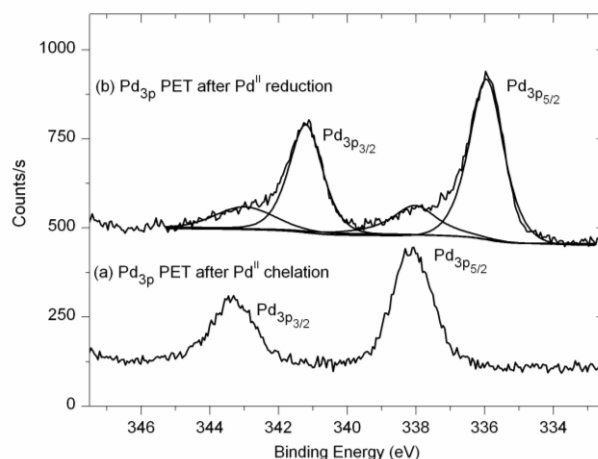 1000
750
500
250
0
Counts/s
(b) Pd3p PET after PdII reduction
Pd3p5/2
Pd3p3/2
(a) Pd3p PET after PdII chelation
Pd3p5/2
Pd3p3/2
346 344 342 340 338 336 334
Binding Energy (eV)